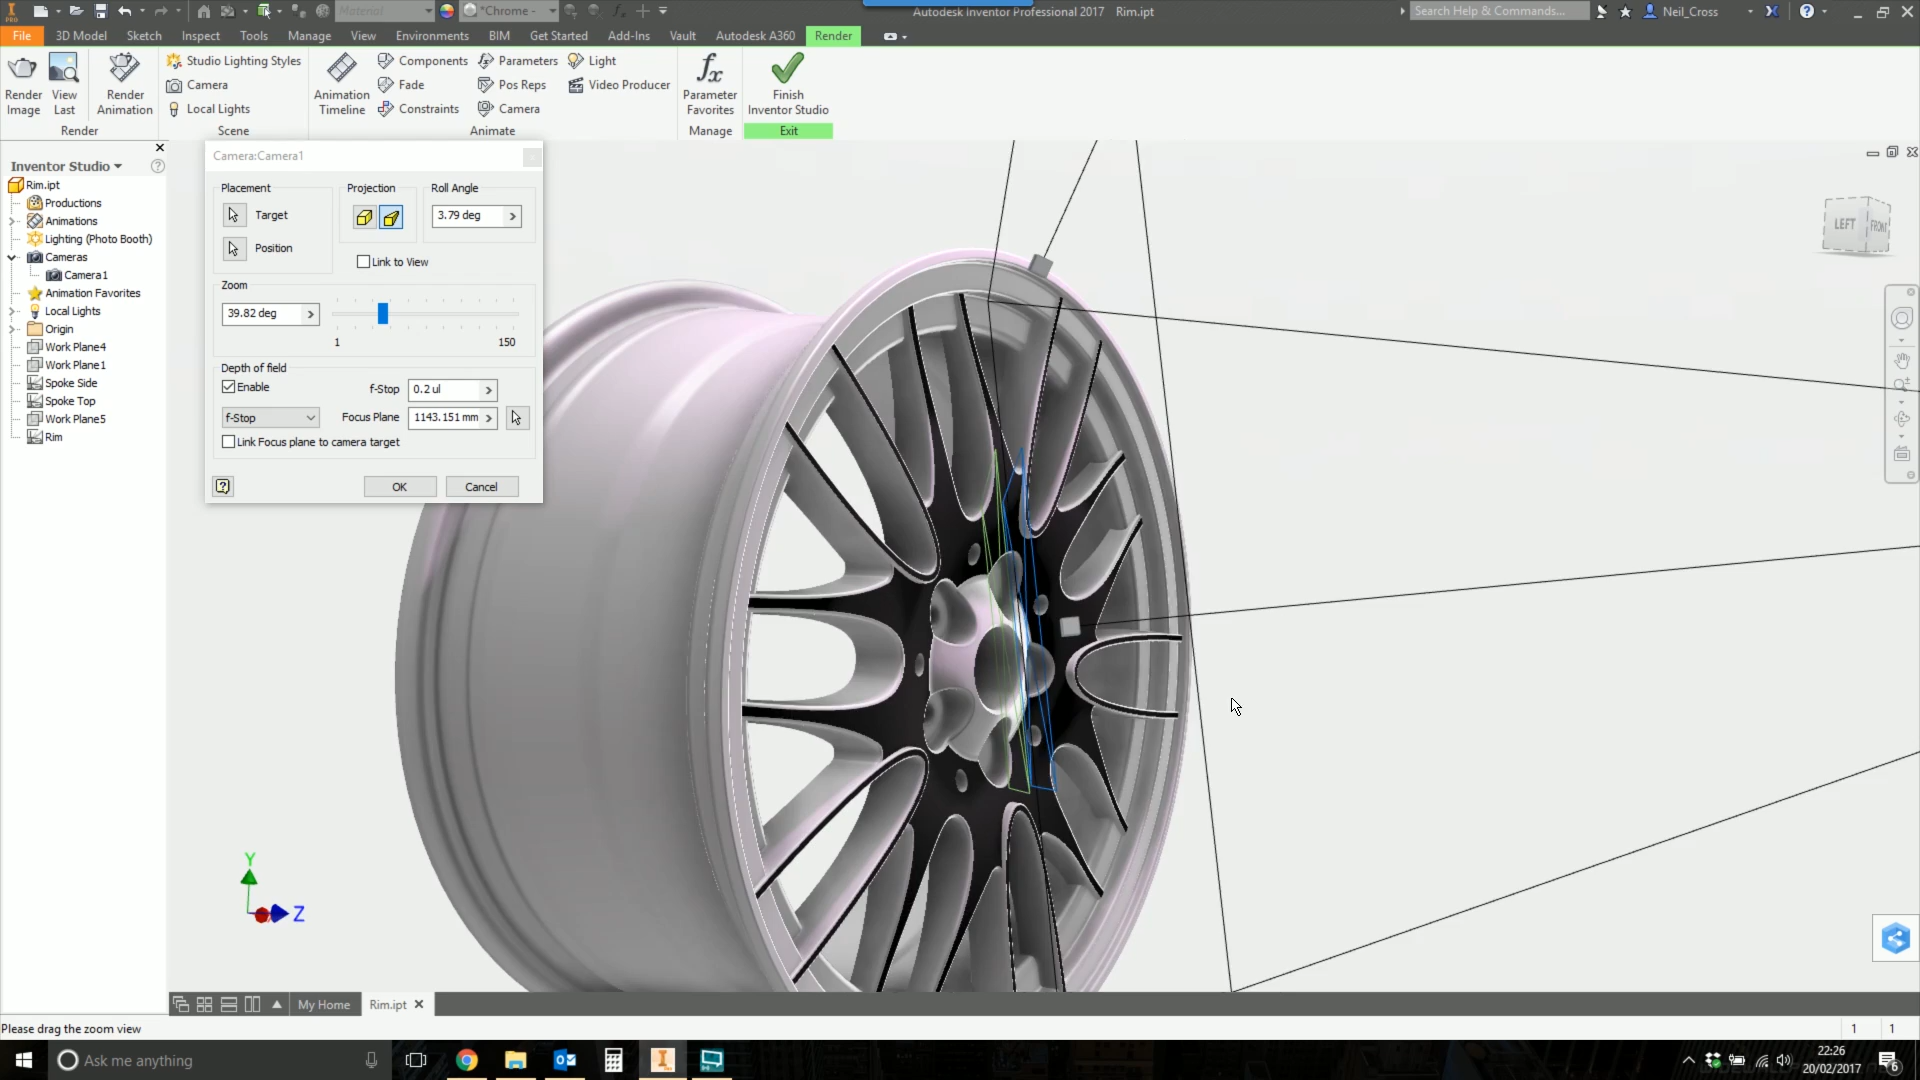 PRO
Material
*Chrome -
Autodesk Inventor Professional 2017 Rim.ipt
Search Help & Commands...
Neil_Cross
File 3D Model Sketch Inspect Tools Manage View Environments BIM Get Started Add-Ins Vault Autodesk A360 Render
Render Image
View Last
Render Animation
Render
Studio Lighting Styles
Camera
Local Lights
Scene
Animation Timeline
Components
Fade
Constraints
Parameters
Pos Reps
Camera
Light
Video Producer
Animate
fx
Parameter Favorites
Manage
Finish Inventor Studio
Exit
Inventor Studio
Rim.ipt
Productions
Animations
Lighting (Photo Booth)
Cameras
Camera1
Animation Favorites
Local Lights
Origin
Work Plane4
Work Plane1
Spoke Side
Spoke Top
Work Plane5
Rim
Camera:Camera1
Placement
Target
Position
Projection
Roll Angle
3.79 deg
Link to View
Zoom
39.82 deg
1 150
Depth of field
Enable
f-Stop 0.2 ul
f-Stop
Focus Plane 1143.151 mm
Link Focus plane to camera target
OK Cancel
LEFT FRONT
Y
Z
My Home Rim.ipt
Please drag the zoom view
1 1
Ask me anything
22:26
20/02/2017
6